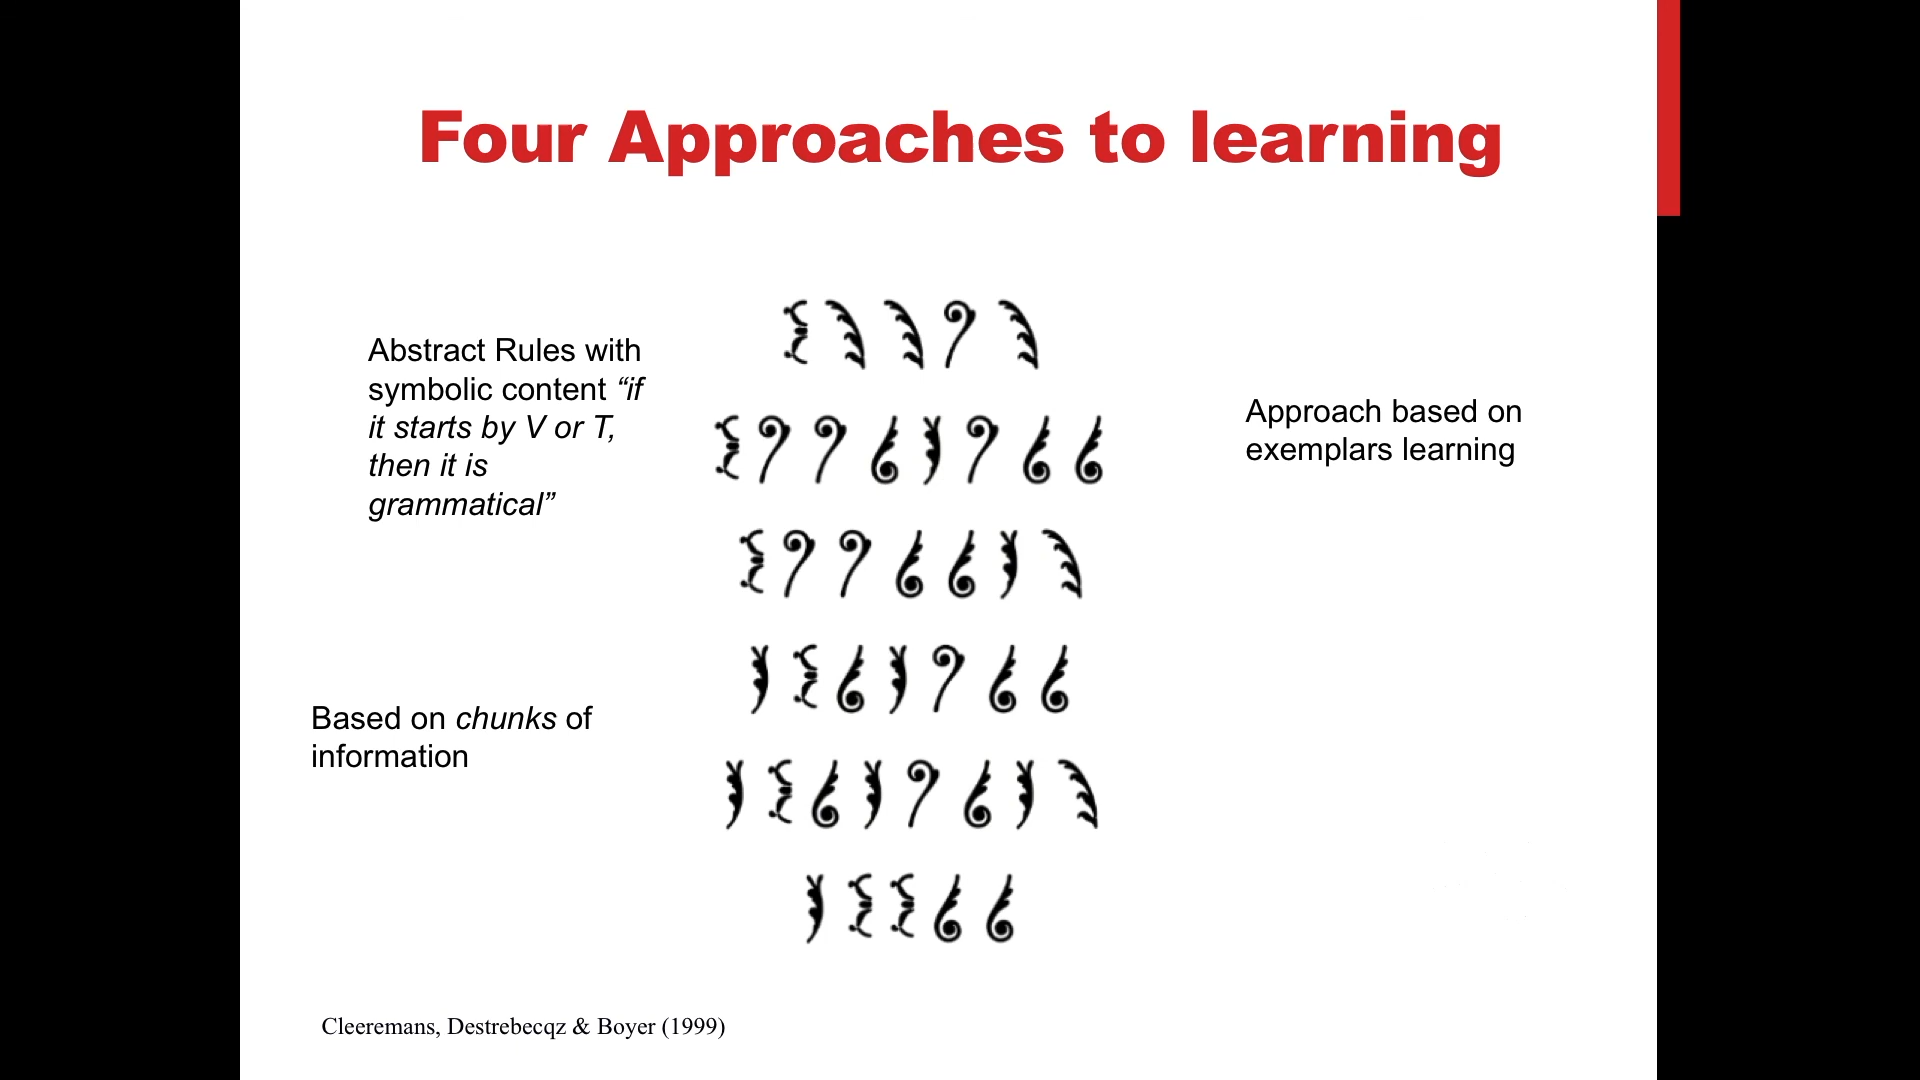 Four Approaches to learning
Abstract Rules with
symbolic content “if
it starts by V or T,
then it is
grammatical”
Approach based on
exemplars learning
Based on chunks of
information
Cleeremans, Destrebecqz & Boyer (1999)